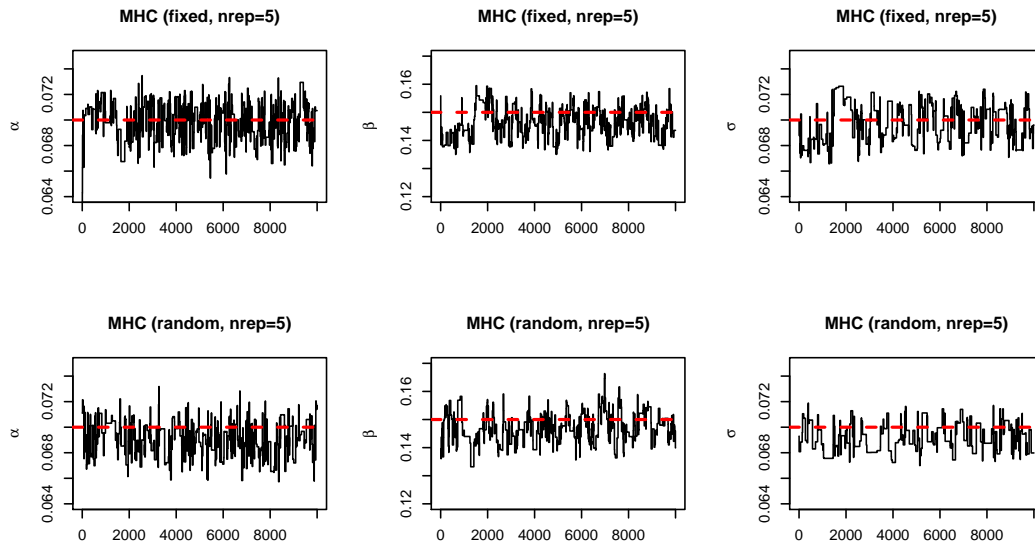 MHC (fixed, nrep=5)
α
0.064 0.068 0.072
0 2000 4000 6000 8000
MHC (fixed, nrep=5)
β
0.12 0.14 0.16
0 2000 4000 6000 8000
MHC (fixed, nrep=5)
σ
0.064 0.068 0.072
0 2000 4000 6000 8000
MHC (random, nrep=5)
α
0.064 0.068 0.072
0 2000 4000 6000 8000
MHC (random, nrep=5)
β
0.12 0.14 0.16
0 2000 4000 6000 8000
MHC (random, nrep=5)
σ
0.064 0.068 0.072
0 2000 4000 6000 8000